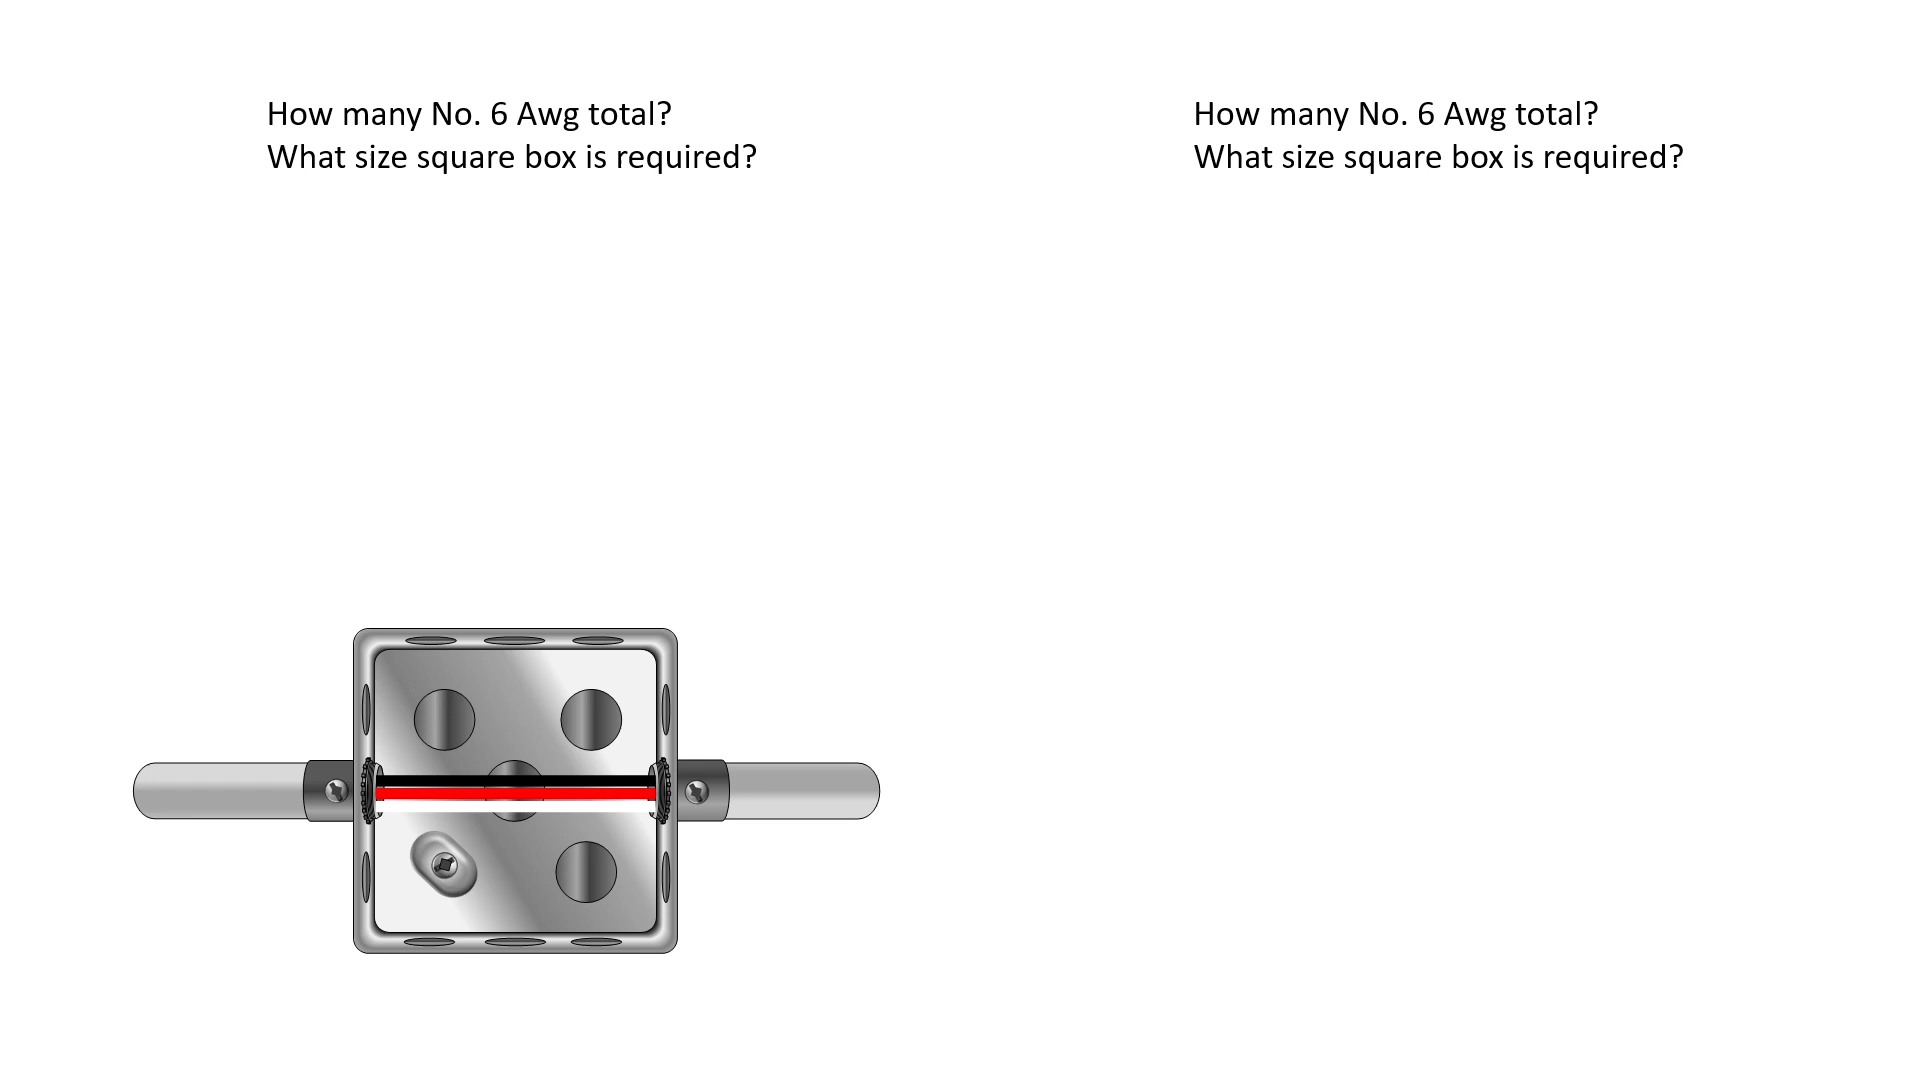 How many No. 6 Awg total?
What size square box is required?
How many No. 6 Awg total?
What size square box is required?